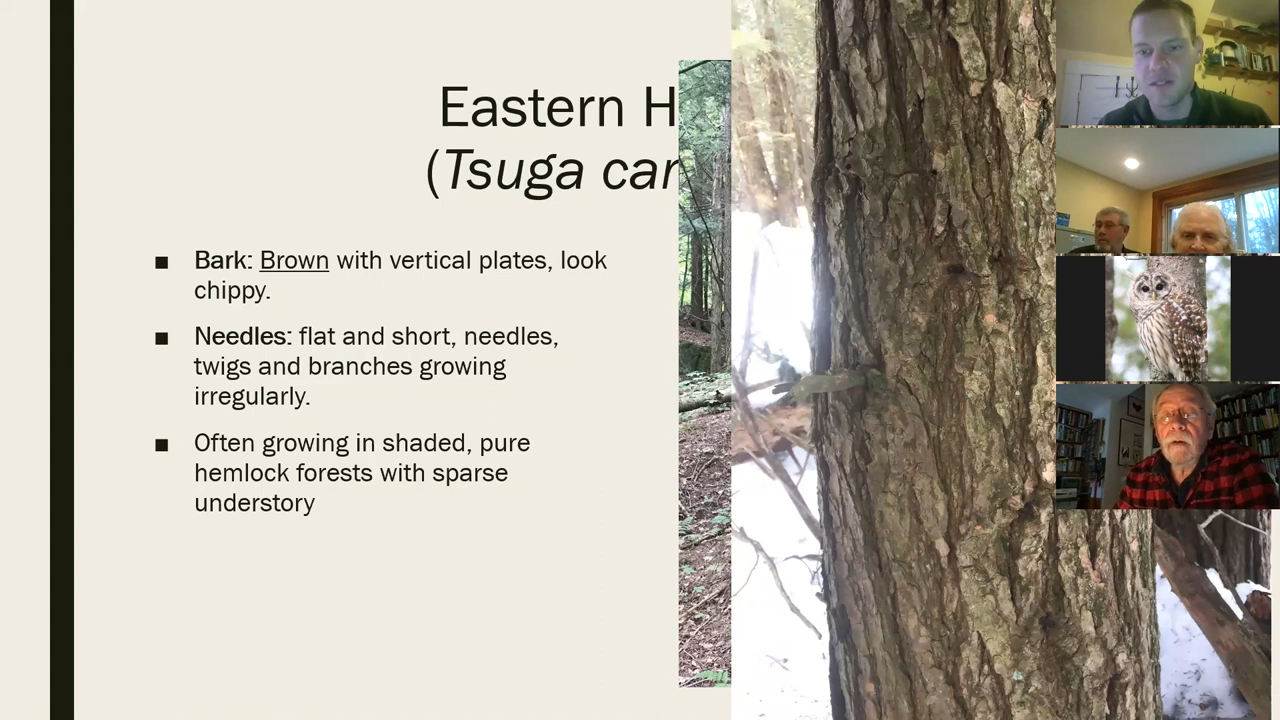 Eastern H
(Tsuga car
■ Bark: Brown with vertical plates, look
chippy.
■ Needles: flat and short, needles,
twigs and branches growing
irregularly.
■ Often growing in shaded, pure
hemlock forests with sparse
understory